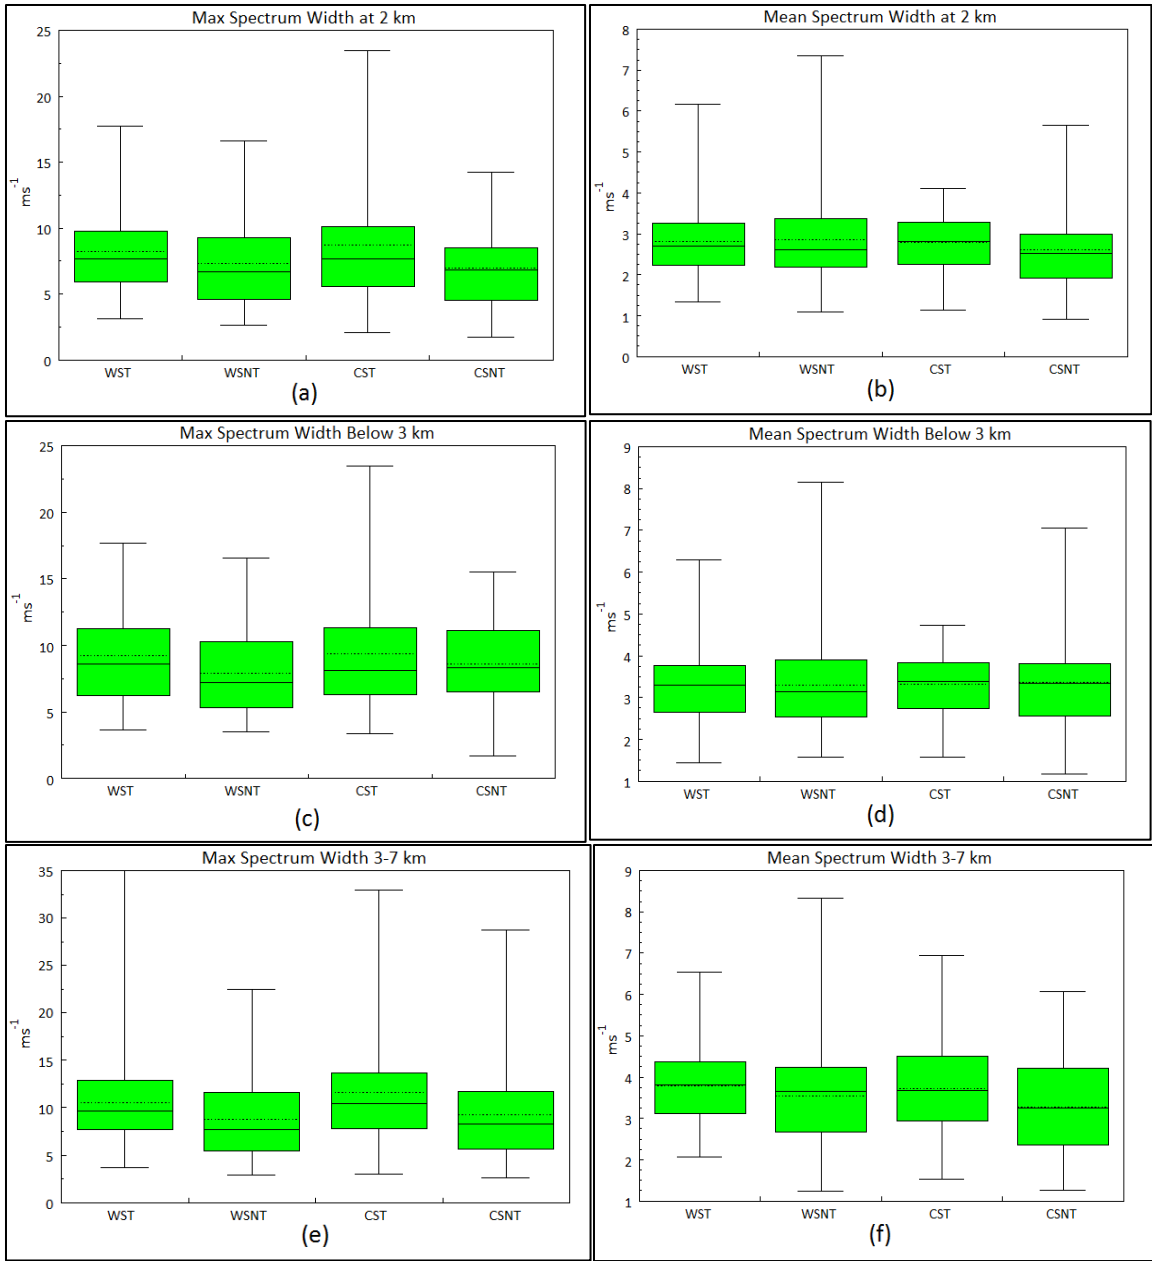 Max Spectrum Width at 2 km
25
20
15
10
5
0
ms-1
WST WSNT CST CSNT
(a)
Mean Spectrum Width at 2 km
8
7
6
5
4
3
2
1
0
ms-1
WST WSNT CST CSNT
(b)
Max Spectrum Width Below 3 km
25
20
15
10
5
0
ms-1
WST WSNT CST CSNT
(c)
Mean Spectrum Width Below 3 km
9
8
7
6
5
4
3
2
1
ms-1
WST WSNT CST CSNT
(d)
Max Spectrum Width 3-7 km
35
30
25
20
15
10
5
0
ms-1
WST WSNT CST CSNT
(e)
Mean Spectrum Width 3-7 km
9
8
7
6
5
4
3
2
1
ms-1
WST WSNT CST CSNT
(f)